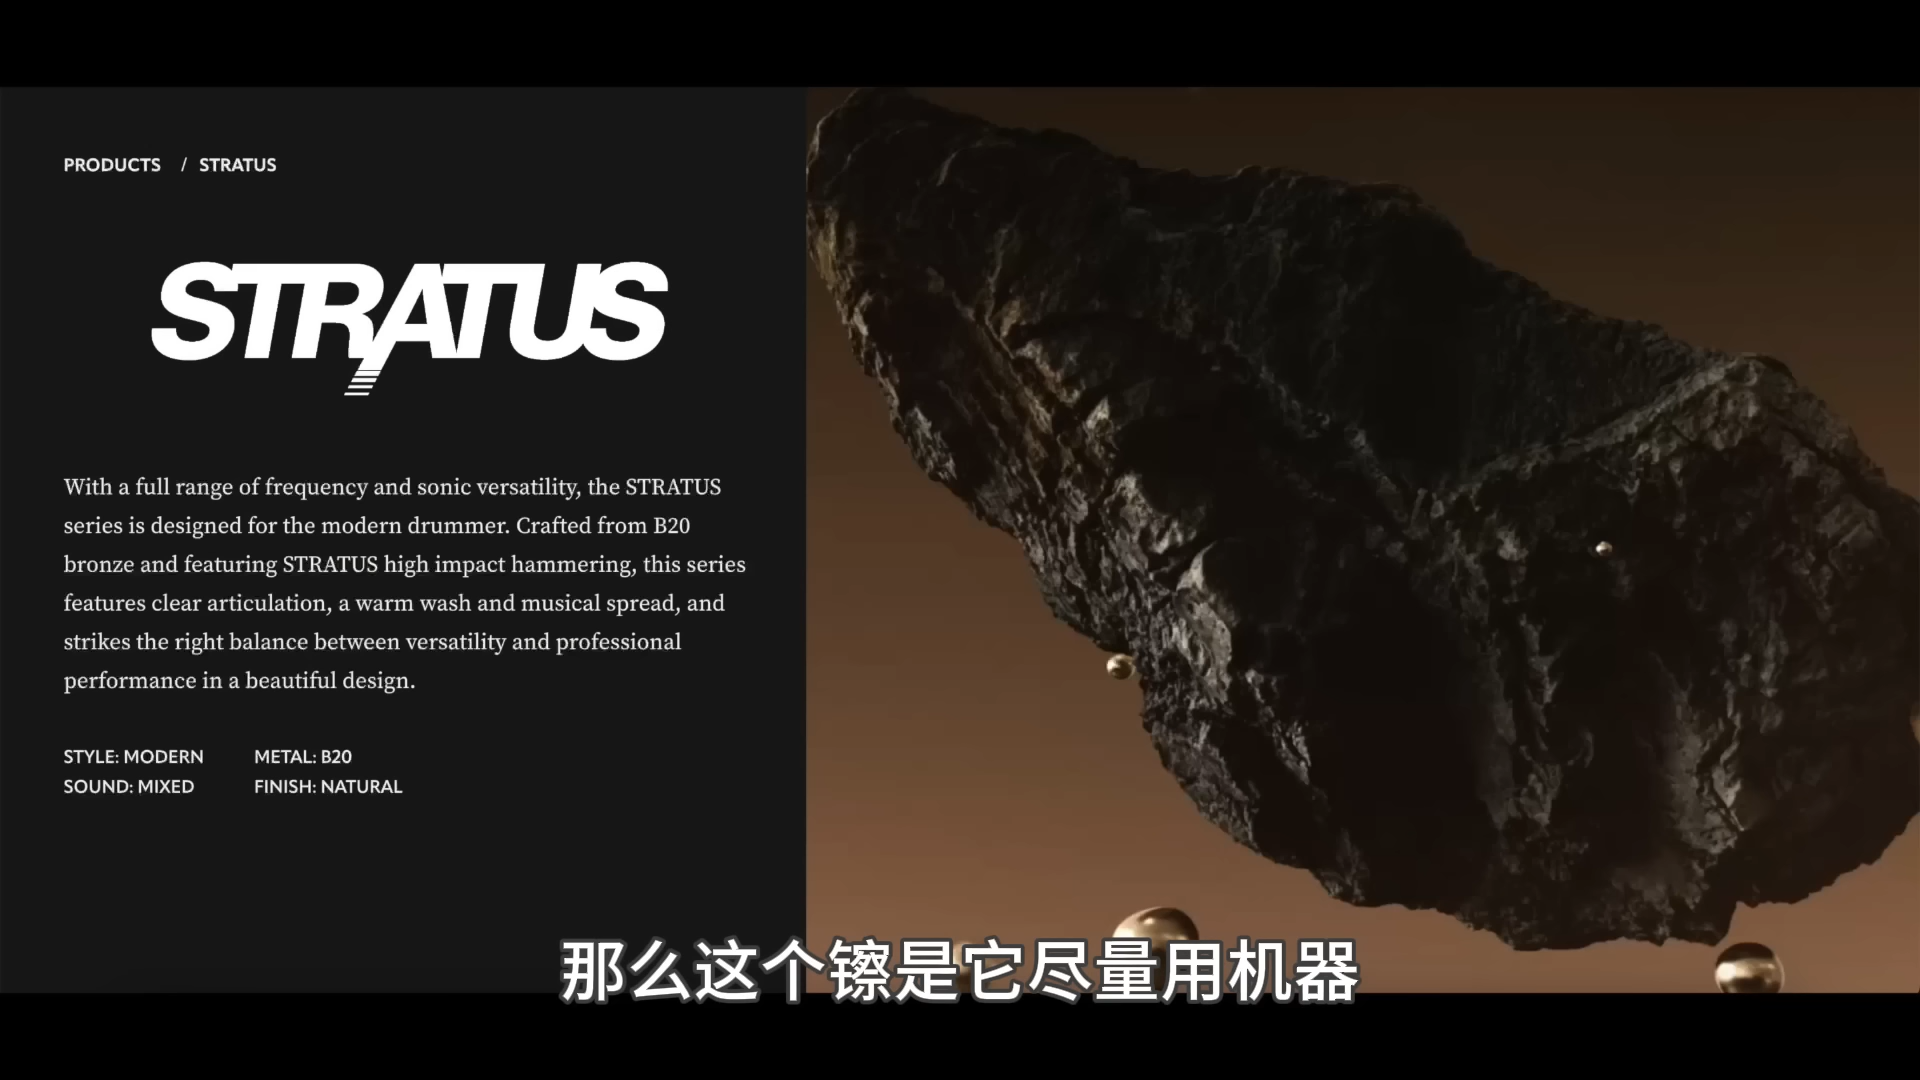 PRODUCTS / STRATUS
STRATUS
With a full range of frequency and sonic versatility, the STRATUS
series is designed for the modern drummer. Crafted from B20
bronze and featuring STRATUS high impact hammering, this series
features clear articulation, a warm wash and musical spread, and
strikes the right balance between versatility and professional
performance in a beautiful design.
STYLE: MODERN METAL: B20
SOUND: MIXED FINISH: NATURAL
那么这个镲是它尽量用机器